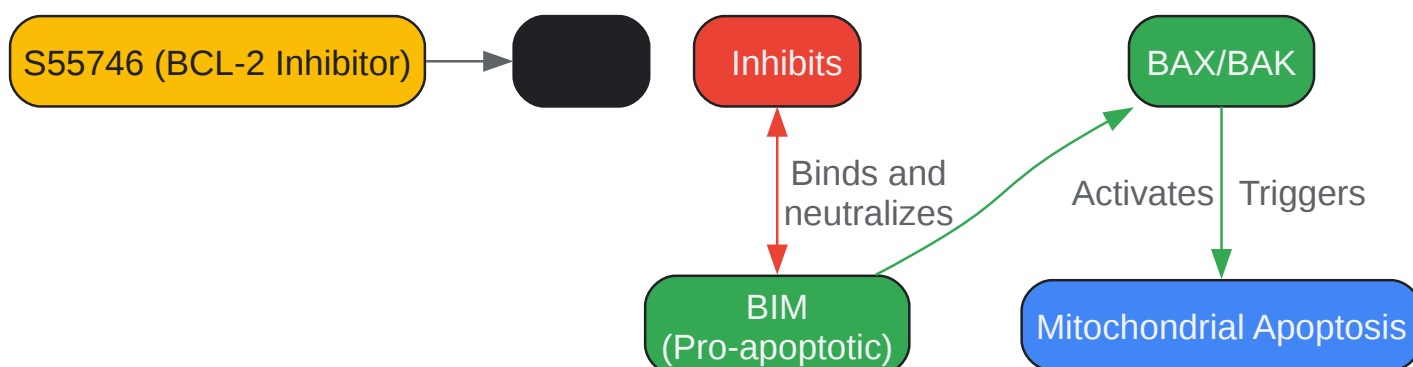 S55746 (BCL-2 Inhibitor)
Inhibits
BAX/BAK
Binds and
neutralizes
Activates
Triggers
BIM
(Pro-apoptotic)
Mitochondrial Apoptosis